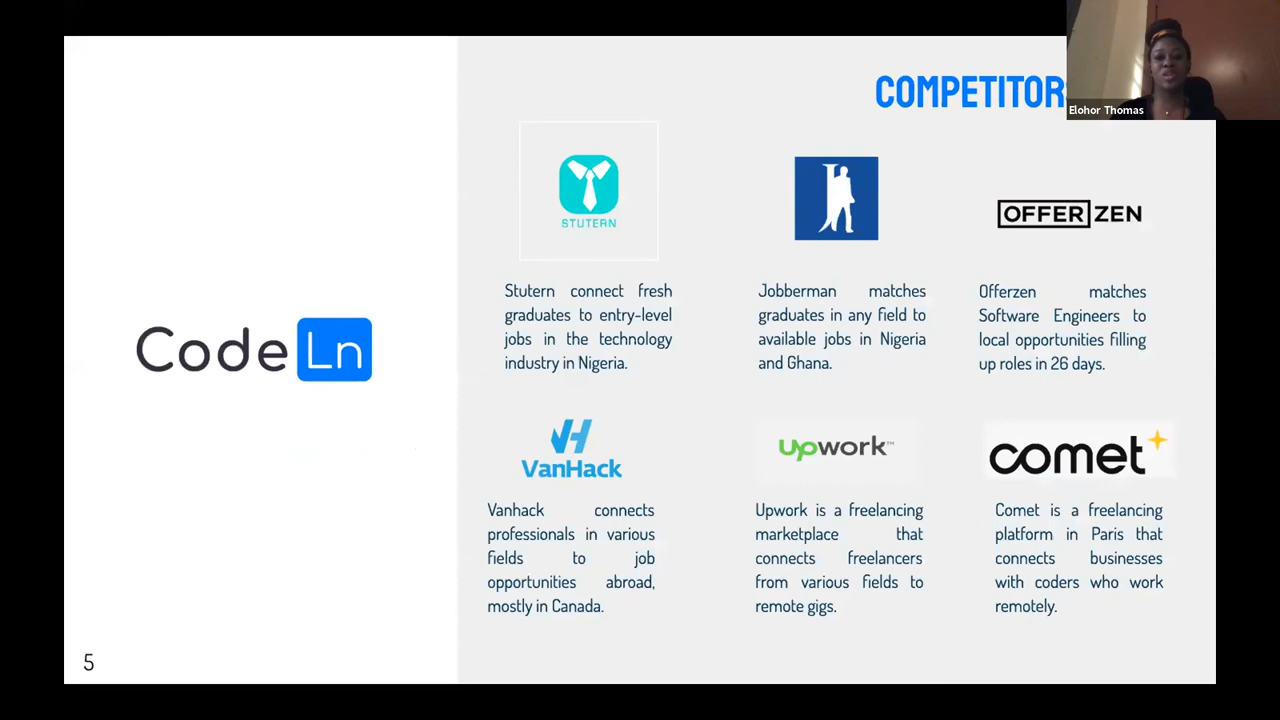 COMPETITOR
Elohor Thomas
STUTERN
OFFER ZEN
Stutern connect fresh
graduates to entry-level
jobs in the technology
industry in Nigeria.
Jobberman matches
graduates in any field to
available jobs in Nigeria
and Ghana.
Offerzen matches
Software Engineers to
local opportunities filling
up roles in 26 days.
Code Ln
VanHack
upwork™
comet
Vanhack connects
professionals in various
fields to job
opportunities abroad,
mostly in Canada.
Upwork is a freelancing
marketplace that
connects freelancers
from various fields to
remote gigs.
Comet is a freelancing
platform in Paris that
connects businesses
with coders who work
remotely.
5